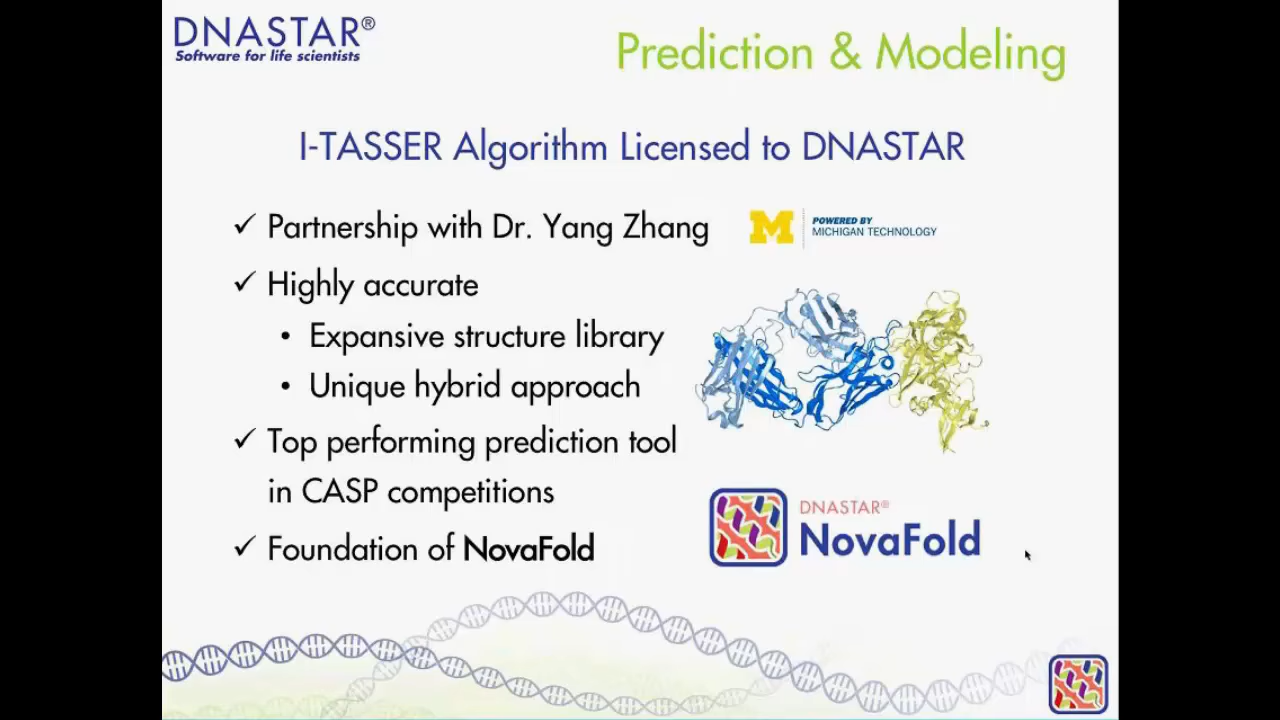 DNASTAR®
Software for life scientists
Prediction & Modeling
I-TASSER Algorithm Licensed to DNASTAR
✓ Partnership with Dr. Yang Zhang
M
POWERED BY
MICHIGAN TECHNOLOGY
✓ Highly accurate
• Expansive structure library
• Unique hybrid approach
✓ Top performing prediction tool
in CASP competitions
✓ Foundation of NovaFold
DNASTAR®
NovaFold